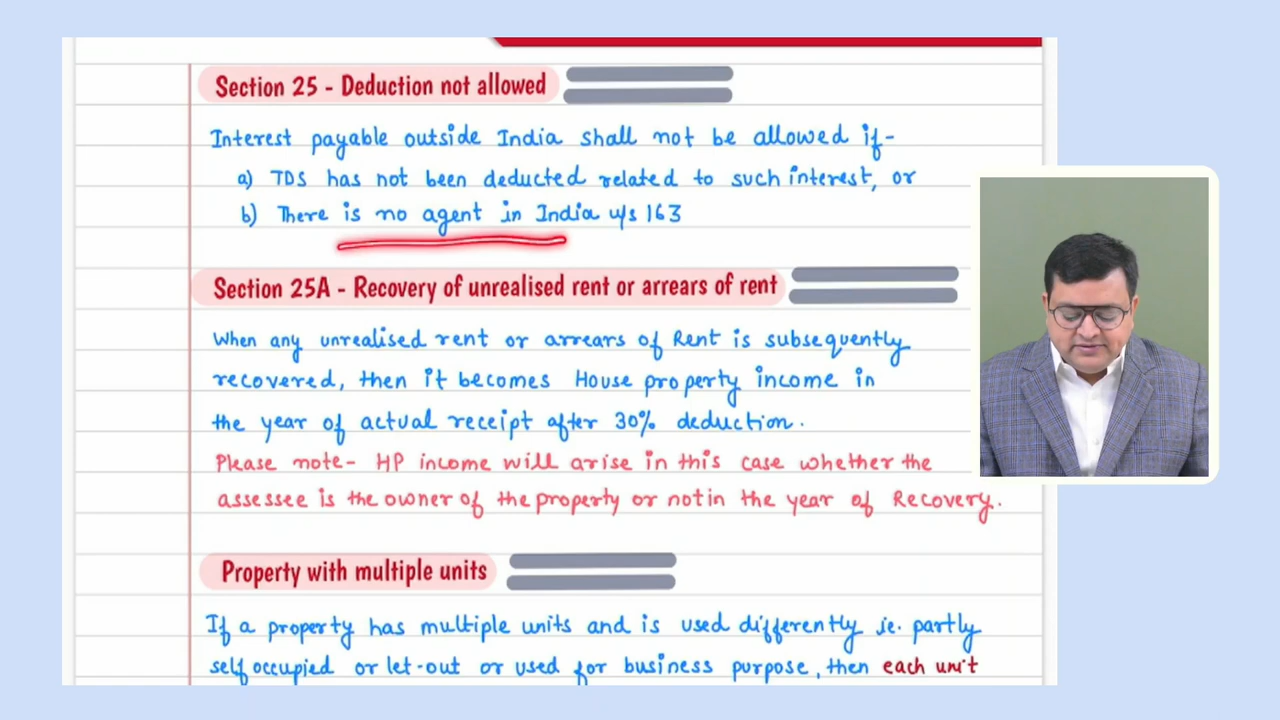 Section 25 - Deduction not allowed
Interest payable outside India shall not be allowed if-
a) TDS has not been deducted related to such interest, or
b) There is no agent in India u/s 163
Section 25A - Recovery of unrealised rent or arrears of rent
When any unrealised rent or arrears of Rent is subsequently
recovered, then it becomes House property income in
the year of actual receipt after 30% deduction.
Please note- HP income will arise in this case whether the
assessee is the owner of the property or not in the year of Recovery.
Property with multiple units
If a property has multiple units and is used differently ie. partly
self occupied or let-out or used for business purpose, then each unit